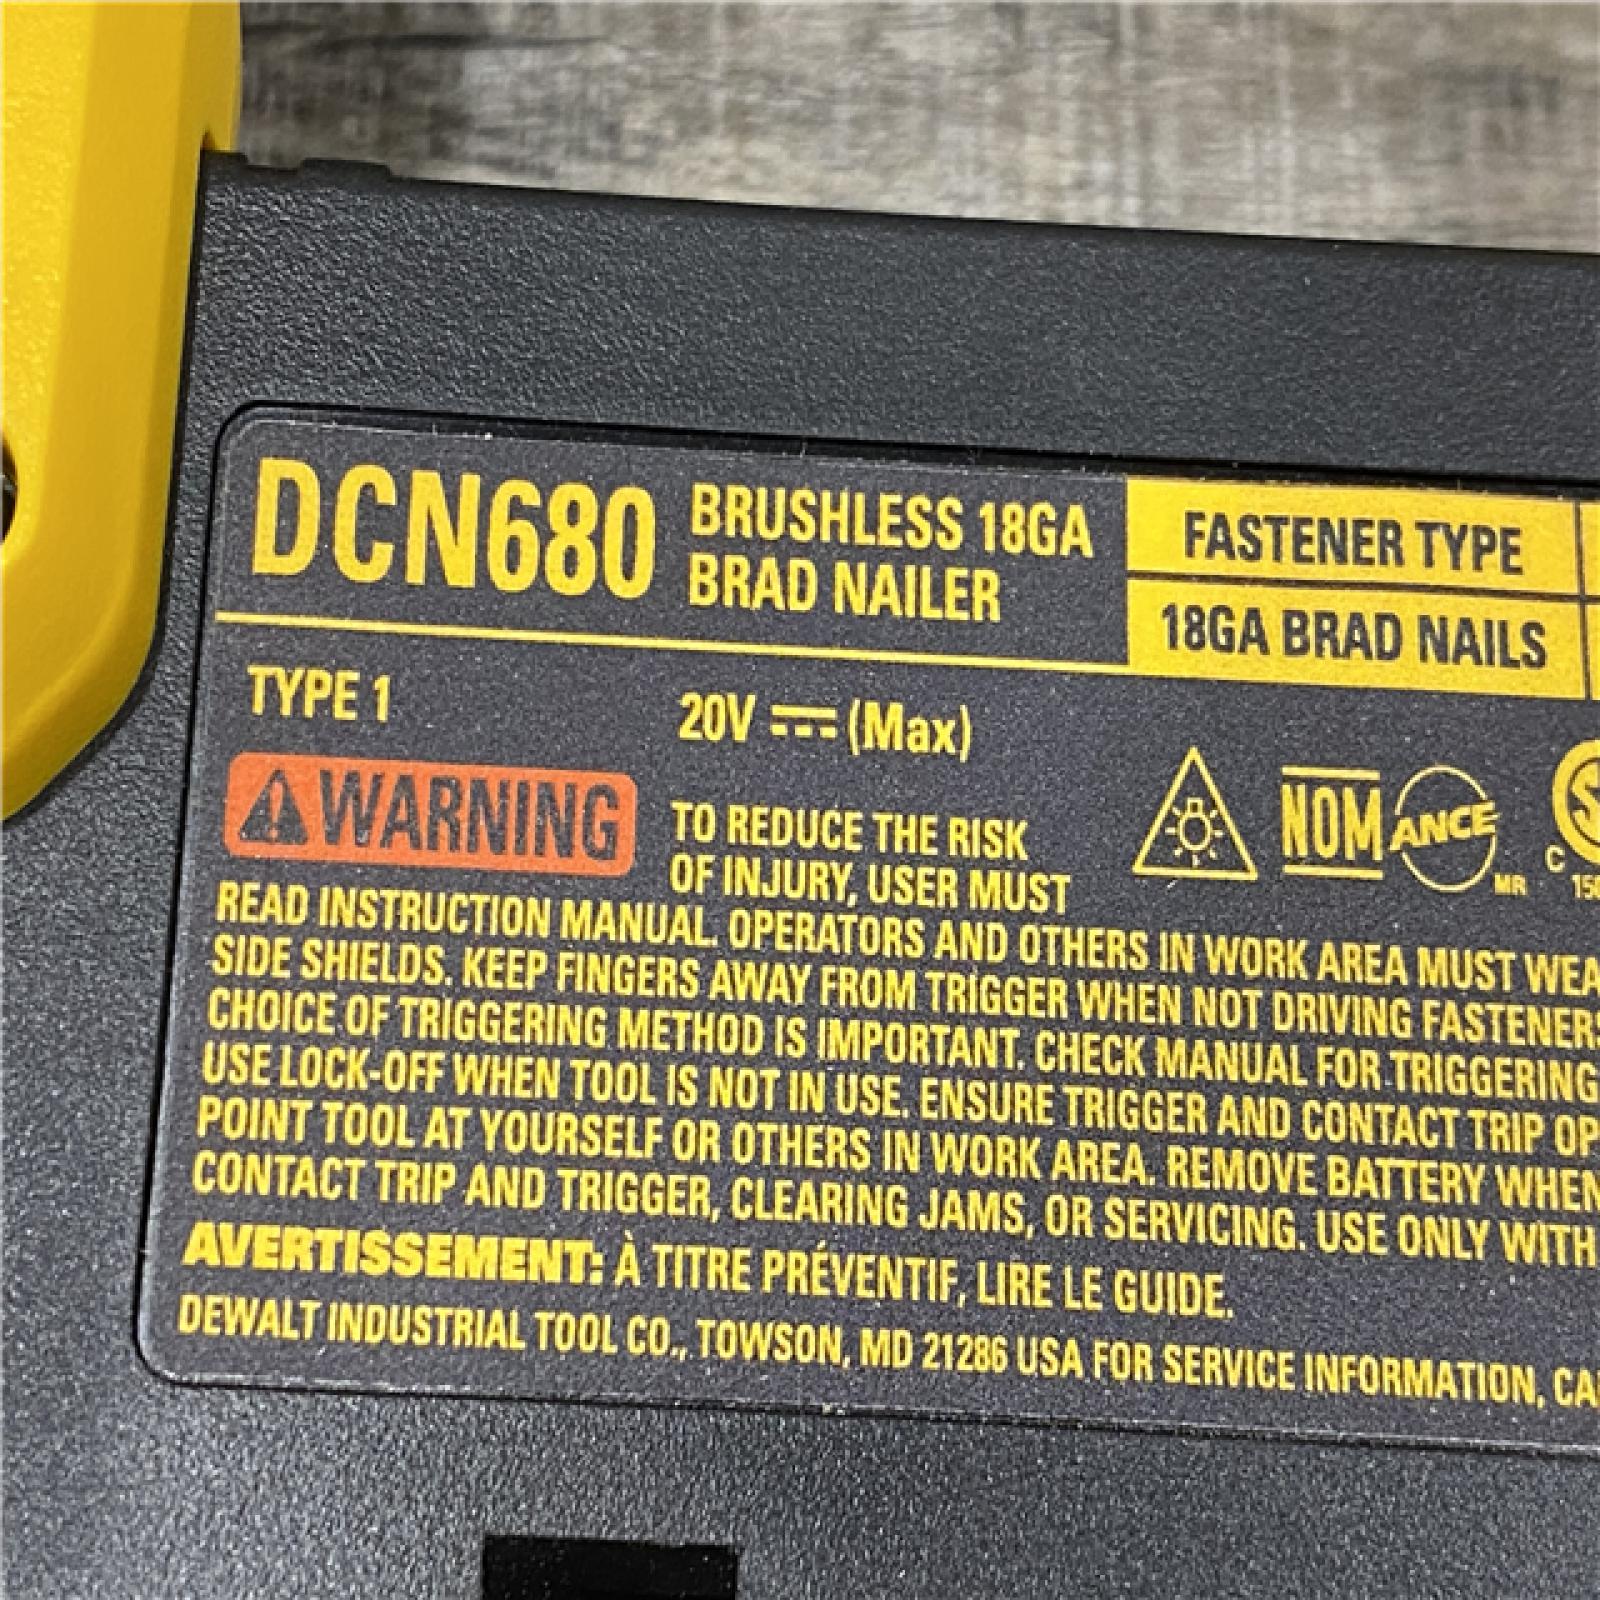 DCN680 BRUSHLESS 18GA
BRAD NAILER
FASTENER TYPE
18GA BRAD NAILS
TYPE 1
20V (Max)
WARNING
TO REDUCE THE RISK
OF INJURY, USER MUST
NOM ANCE MR
C
READ INSTRUCTION MANUAL. OPERATORS AND OTHERS IN WORK AREA MUST
SIDE SHIELDS. KEEP FINGERS AWAY FROM TRIGGER WHEN NOT DRIVING
CHOICE OF TRIGGERING METHOD IS IMPORTANT. CHECK MANUAL FOR TRIGGERING
USE LOCK-OFF WHEN TOOL IS NOT IN USE. ENSURE TRIGGER AND CONTACT TRIP
POINT TOOL AT YOURSELF OR OTHERS IN WORK AREA. REMOVE BATTERY WHEN
CONTACT TRIP AND TRIGGER, CLEARING JAMS, OR SERVICING. USE ONLY WITH
AVERTISSEMENT: À TITRE PRÉVENTIF, LIRE LE GUIDE.
DEWALT INDUSTRIAL TOOL CO., TOWSON, MD 21286 USA FOR SERVICE INFORMATION,